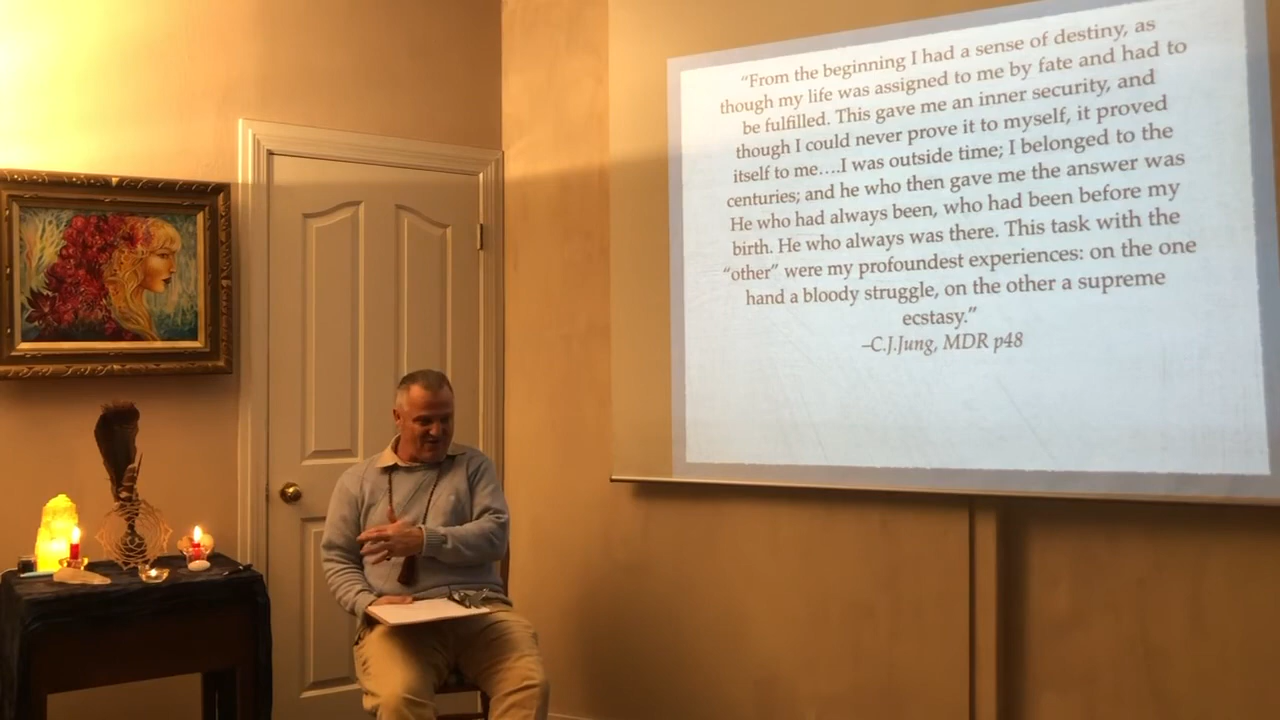 “From the beginning I had a sense of destiny, as
though my life was assigned to me by fate and had to
be fulfilled. This gave me an inner security, and
though I could never prove it to myself, it proved
itself to me….I was outside time; I belonged to the
centuries; and he who then gave me the answer was
He who had always been, who had been before my
birth. He who always was there. This task with the
“other” were my profoundest experiences: on the one
hand a bloody struggle, on the other a supreme
ecstasy.”
–C.J.Jung, MDR p48